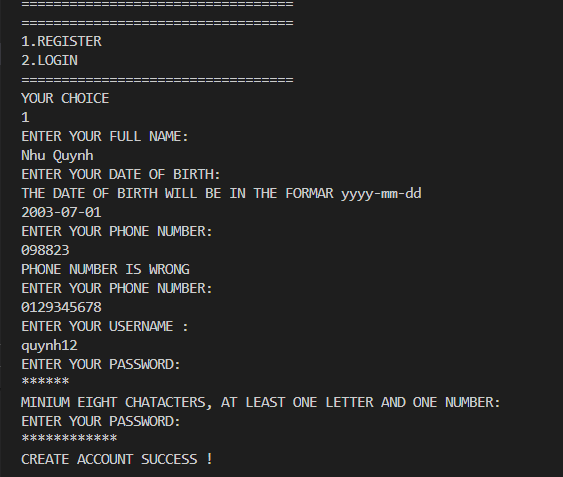 ==================================
==================================
1.REGISTER
2.LOGIN
==================================
YOUR CHOICE
1
ENTER YOUR FULL NAME:
Nhu Quynh
ENTER YOUR DATE OF BIRTH:
THE DATE OF BIRTH WILL BE IN THE FORMAR yyyy-mm-dd
2003-07-01
ENTER YOUR PHONE NUMBER:
098823
PHONE NUMBER IS WRONG
ENTER YOUR PHONE NUMBER:
0129345678
ENTER YOUR USERNAME :
quynh12
ENTER YOUR PASSWORD:
******
MINIUM EIGHT CHATACTERS, AT LEAST ONE LETTER AND ONE NUMBER:
ENTER YOUR PASSWORD:
************
CREATE ACCOUNT SUCCESS !